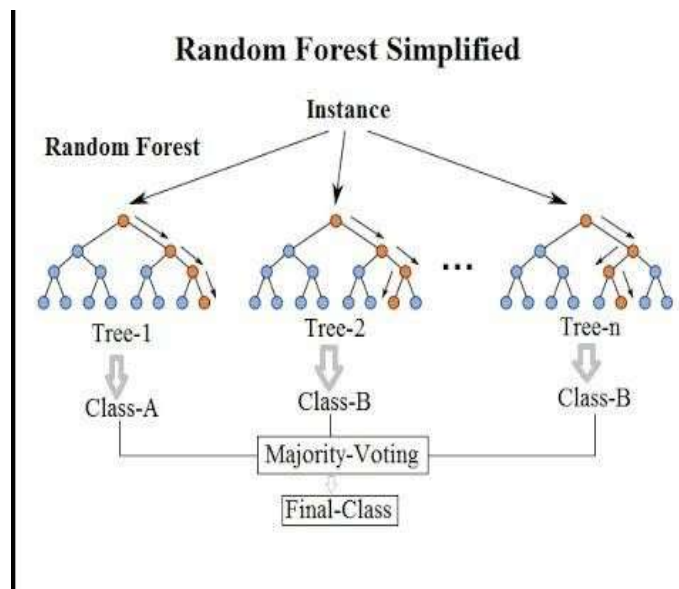 Random Forest Simplified
Instance
Random Forest
...
Tree-1
Tree-2
Tree-n
Class-A
Class-B
Class-B
Majority-Voting
Final-Class